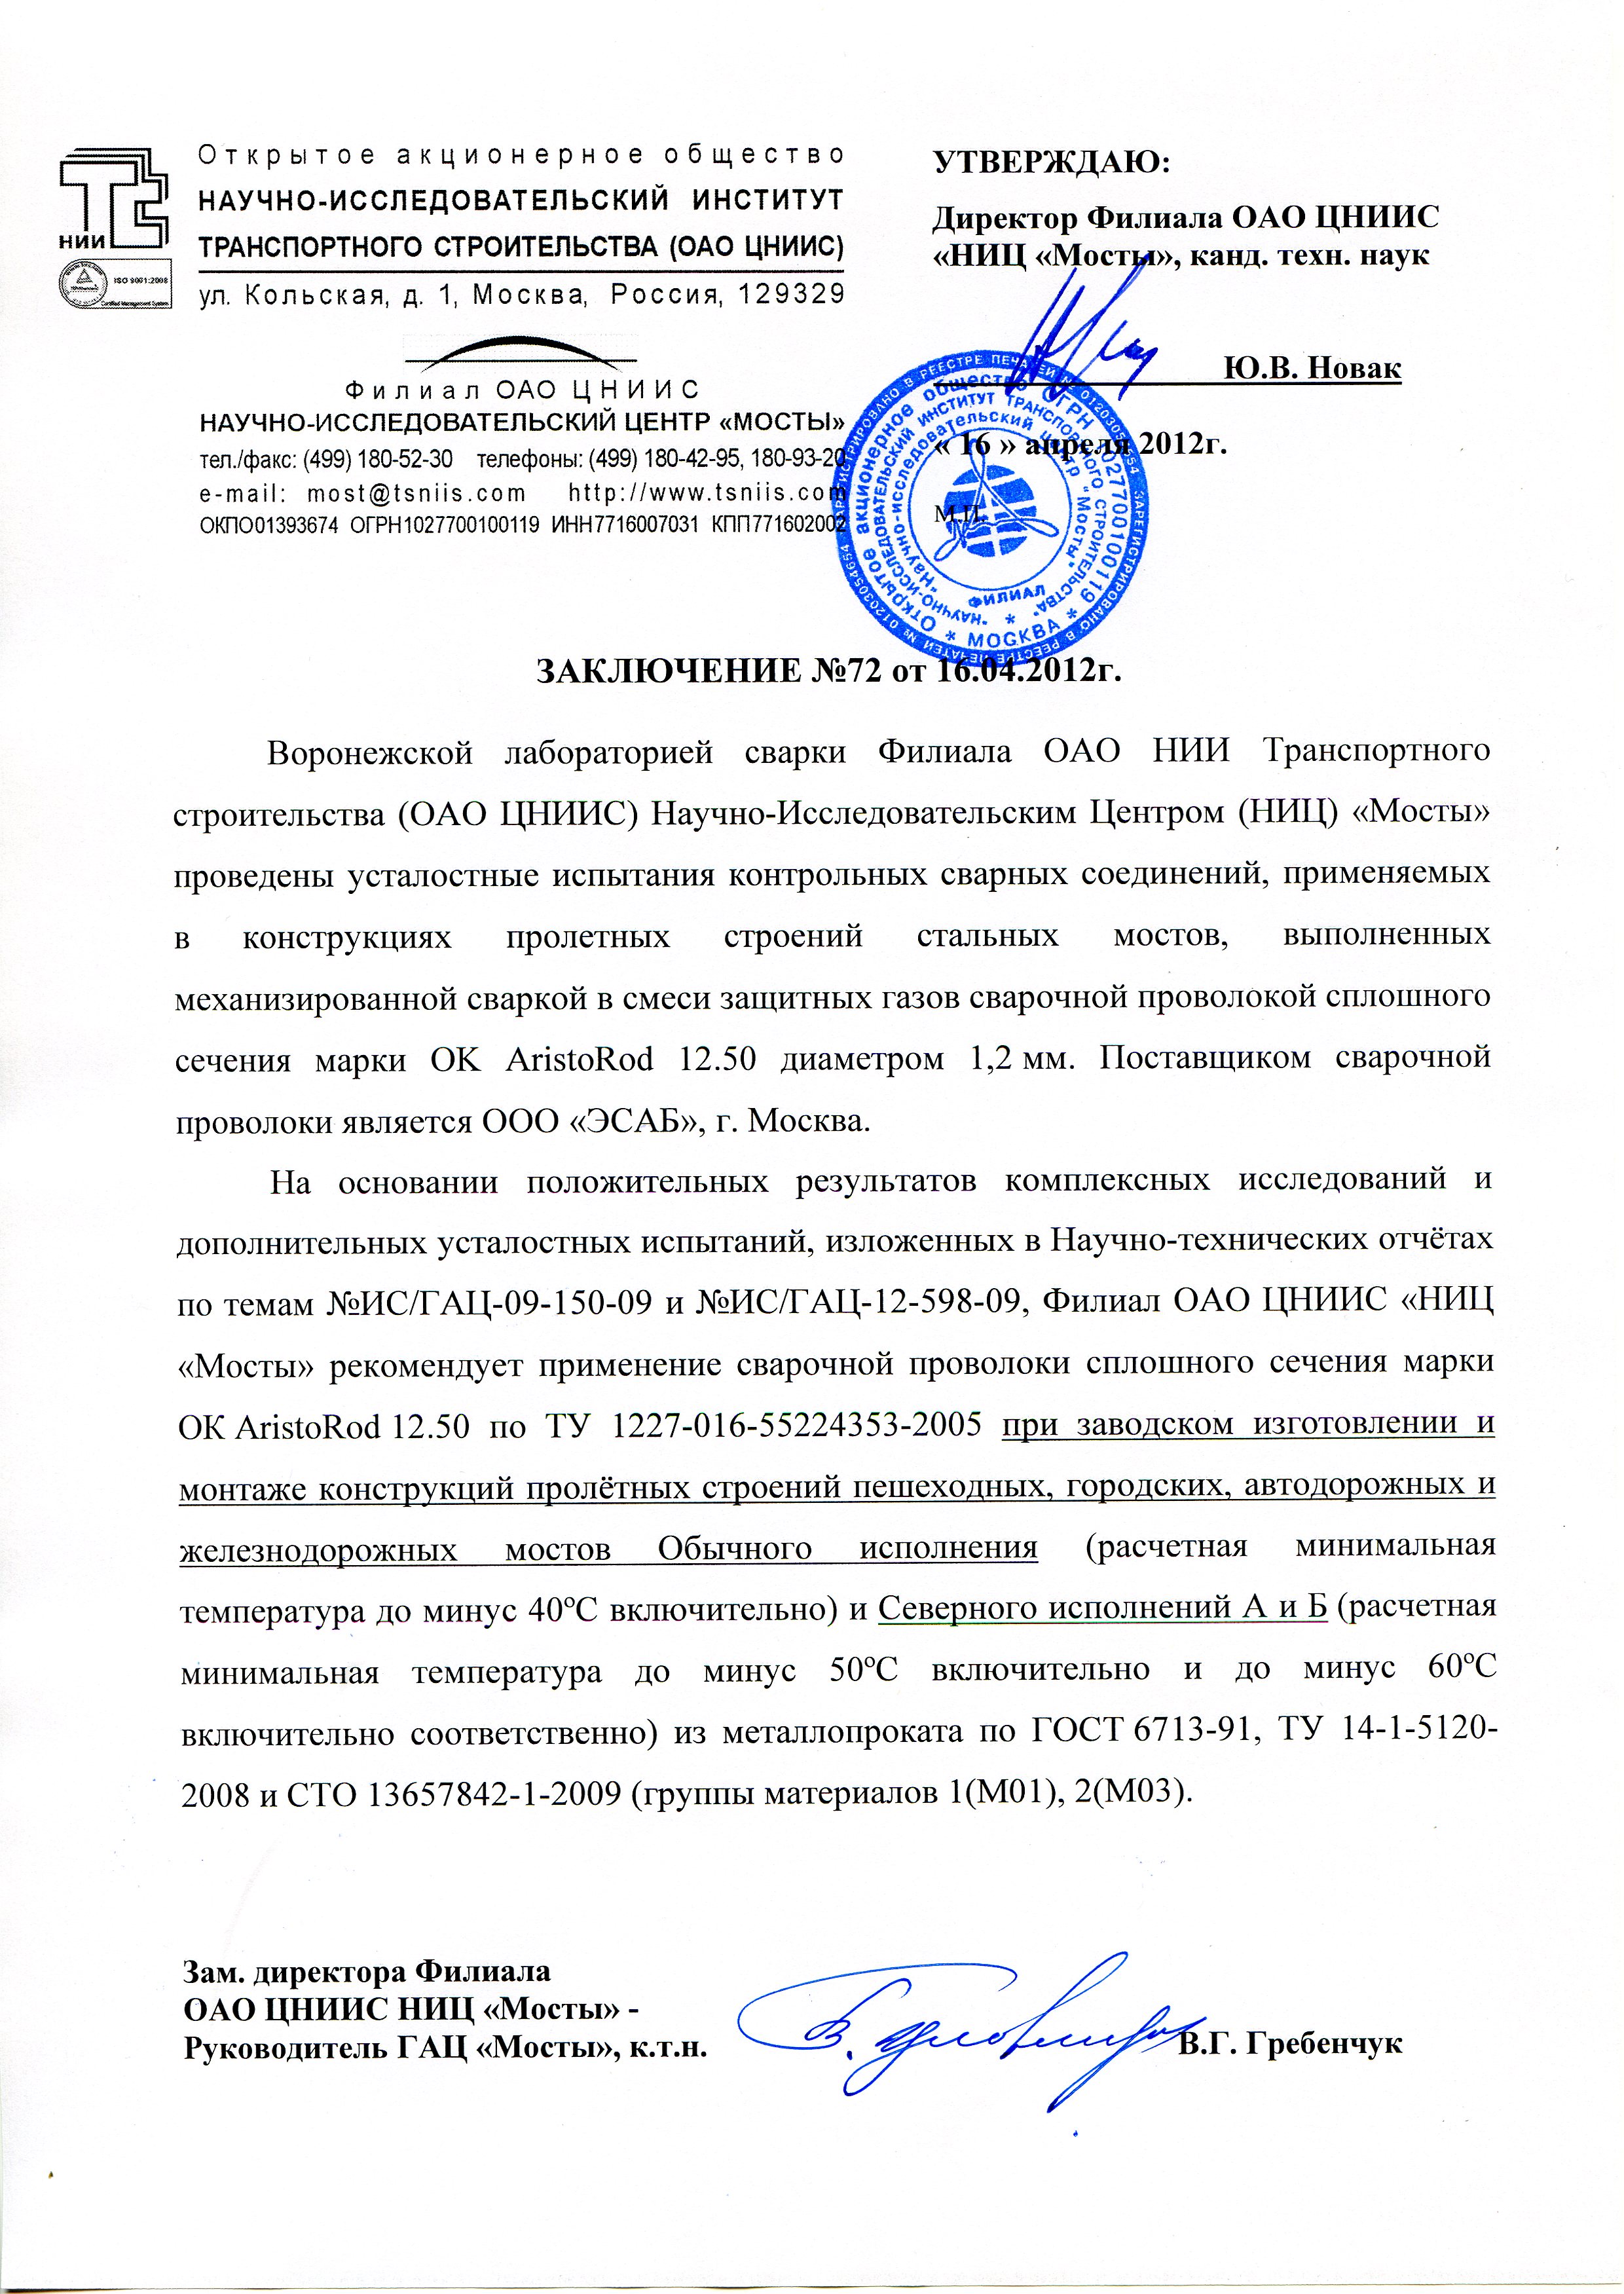 Открытое акционерное общество
НАУЧНО-ИССЛЕДОВАТЕЛЬСКИЙ ИНСТИТУТ
ТРАНСПОРТНОГО СТРОИТЕЛЬСТВА (ОАО ЦНИИС)
ул. Кольская, д. 1, Москва, Россия, 129329
НИИ
ISO 9001:2008
Certified Management System
Филиал ОАО ЦНИИС
НАУЧНО-ИССЛЕДОВАТЕЛЬСКИЙ ЦЕНТР «МОСТЫ»
тел./факс: (499) 180-52-30 телефоны: (499) 180-42-95, 180-93-20
e-mail: most@tsniis.com http://www.tsniis.com
ОКПО01393674 ОГРН1027700100119 ИНН7716007031 КПП771602002
УТВЕРЖДАЮ:
Директор Филиала ОАО ЦНИИС
«НИЦ «Мосты», канд. техн. наук
Ю.В. Новак
« 16 » апреля 2012г.
М.П.
ЗАРЕГИСТРИРОВАНО В РЕЕСТРЕ ПЕЧАТЕЙ № 01203054654
ЗАРЕГИСТРИРОВАНО В РЕЕСТРЕ ПЕЧАТЕЙ № 01203054654
Открытое акционерное общество ОГРН 1027700100119 * МОСКВА *
"НАУЧНО-ИССЛЕДОВАТЕЛЬСКИЙ ИНСТИТУТ ТРАНСПОРТНОГО СТРОИТЕЛЬСТВА" *
"Научно-исследовательский центр "Мосты"
ФИЛИАЛ
ЗАКЛЮЧЕНИЕ №72 от 16.04.2012г.
Воронежской лабораторией сварки Филиала ОАО НИИ Транспортного
строительства (ОАО ЦНИИС) Научно-Исследовательским Центром (НИЦ) «Мосты»
проведены усталостные испытания контрольных сварных соединений, применяемых
в конструкциях пролетных строений стальных мостов, выполненных
механизированной сваркой в смеси защитных газов сварочной проволокой сплошного
сечения марки OK AristoRod 12.50 диаметром 1,2 мм. Поставщиком сварочной
проволоки является ООО «ЭСАБ», г. Москва.
На основании положительных результатов комплексных исследований и
дополнительных усталостных испытаний, изложенных в Научно-технических отчётах
по темам №ИС/ГАЦ-09-150-09 и №ИС/ГАЦ-12-598-09, Филиал ОАО ЦНИИС «НИЦ
«Мосты» рекомендует применение сварочной проволоки сплошного сечения марки
OK AristoRod 12.50 по ТУ 1227-016-55224353-2005 при заводском изготовлении и
монтаже конструкций пролётных строений пешеходных, городских, автодорожных и
железнодорожных мостов Обычного исполнения (расчетная минимальная
температура до минус 40ºС включительно) и Северного исполнений А и Б (расчетная
минимальная температура до минус 50ºС включительно и до минус 60ºС
включительно соответственно) из металлопроката по ГОСТ 6713-91, ТУ 14-1-5120-
2008 и СТО 13657842-1-2009 (группы материалов 1(М01), 2(М03).
Зам. директора Филиала
ОАО ЦНИИС НИЦ «Мосты» -
Руководитель ГАЦ «Мосты», к.т.н.
В.Г. Гребенчук